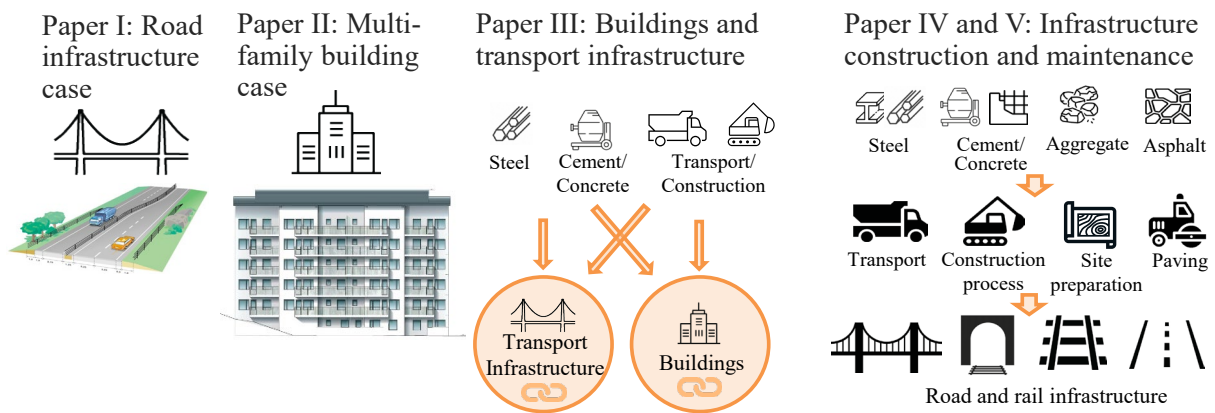 Paper I: Road
infrastructure
case
Paper II: Multi-
family building
case
Paper III: Buildings and
transport infrastructure
Steel
Cement/
Concrete
Transport/
Construction
Transport
Infrastructure
Buildings
Paper IV and V: Infrastructure
construction and maintenance
Steel
Cement/
Concrete
Aggregate
Asphalt
Transport
Construction
process
Site
preparation
Paving
Road and rail infrastructure